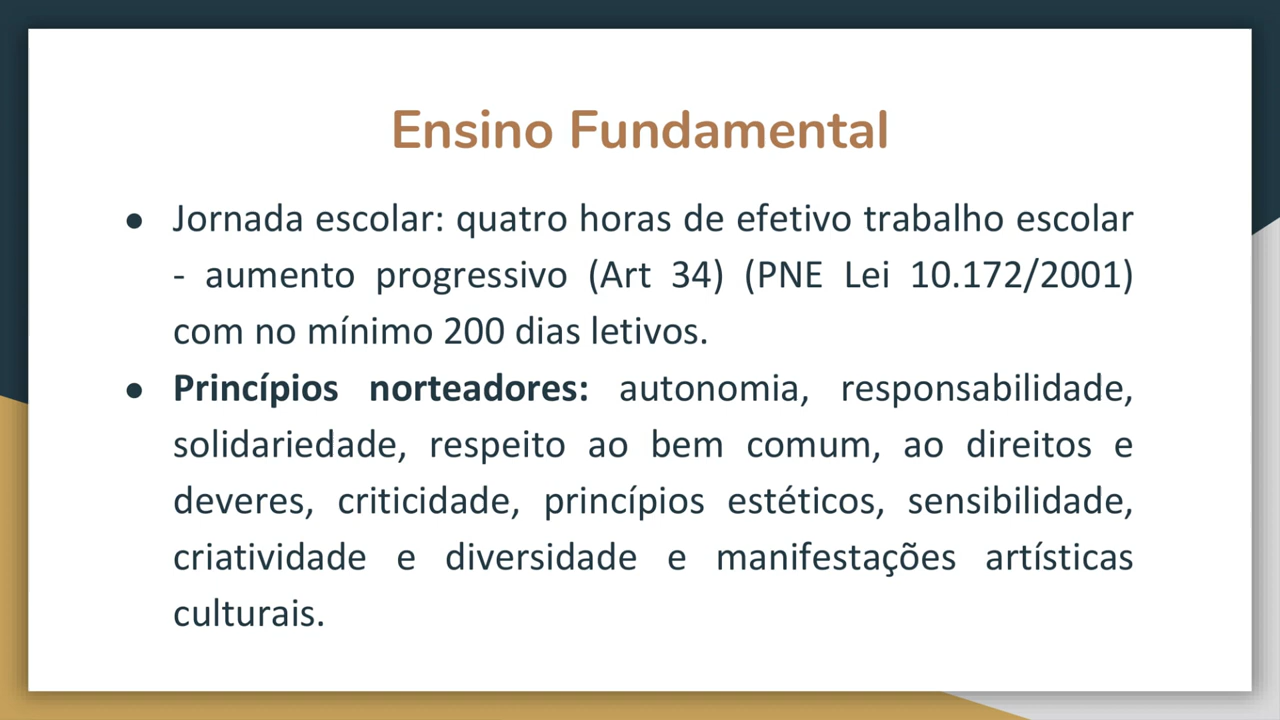 Ensino Fundamental
● Jornada escolar: quatro horas de efetivo trabalho escolar
- aumento progressivo (Art 34) (PNE Lei 10.172/2001)
com no mínimo 200 dias letivos.
● Princípios norteadores: autonomia, responsabilidade,
solidariedade, respeito ao bem comum, ao direitos e
deveres, criticidade, princípios estéticos, sensibilidade,
criatividade e diversidade e manifestações artísticas
culturais.